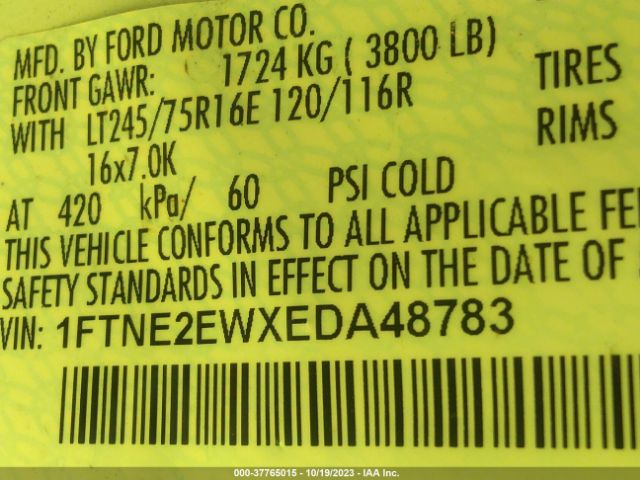 MFD. BY FORD MOTOR CO.
FRONT GAWR: 1724 KG ( 3800 LB)
WITH LT245/75R16E 120/116R TIRES
16x7.0K RIMS
AT 420 kPa/ 60 PSI COLD
THIS VEHICLE CONFORMS TO ALL APPLICABLE FE
SAFETY STANDARDS IN EFFECT ON THE DATE OF
VIN: 1FTNE2EWXEDA48783
000-37765015 - 10/19/2023 - IAA Inc.